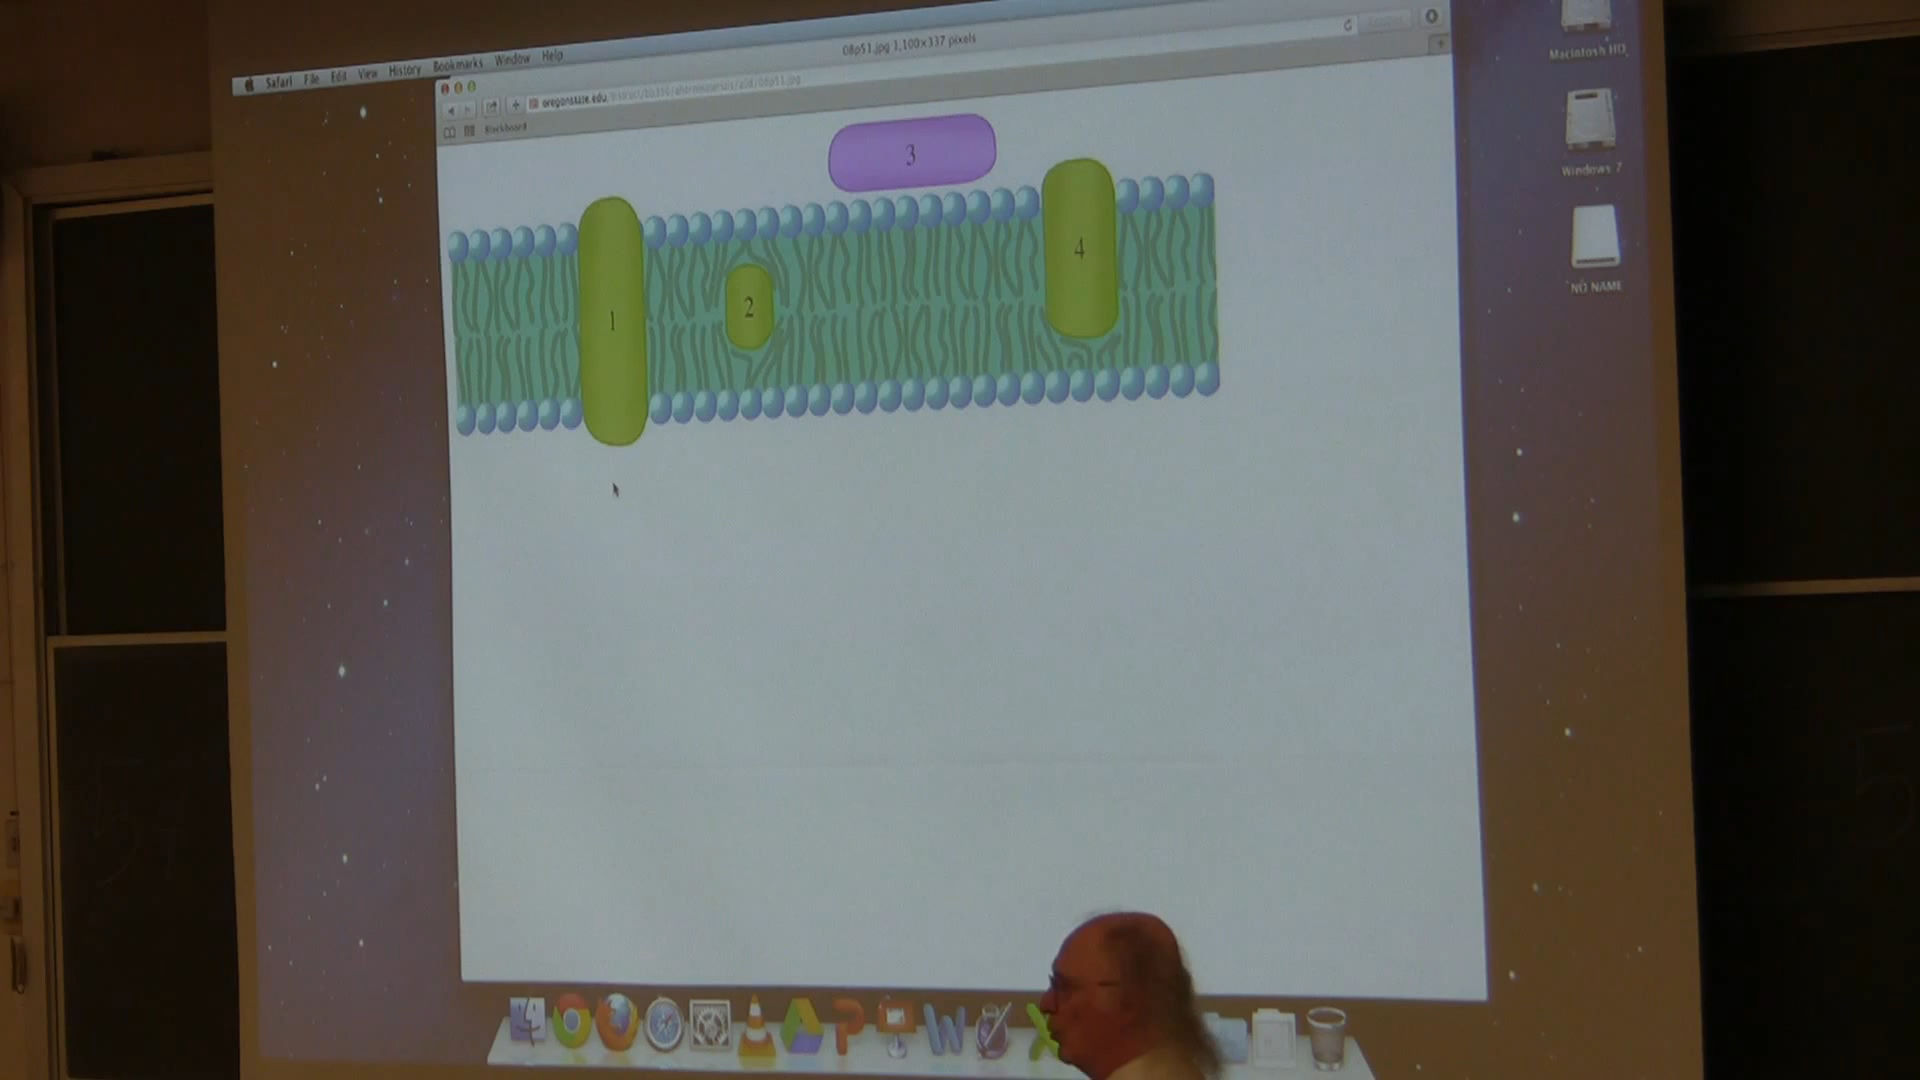 Safari File Edit View History Bookmarks Window Help
08p51.jpg 1,100×337 pixels
oregonstate.edu
Blackboard
Macintosh HD
Windows 7
NO NAME
3
4
1
2